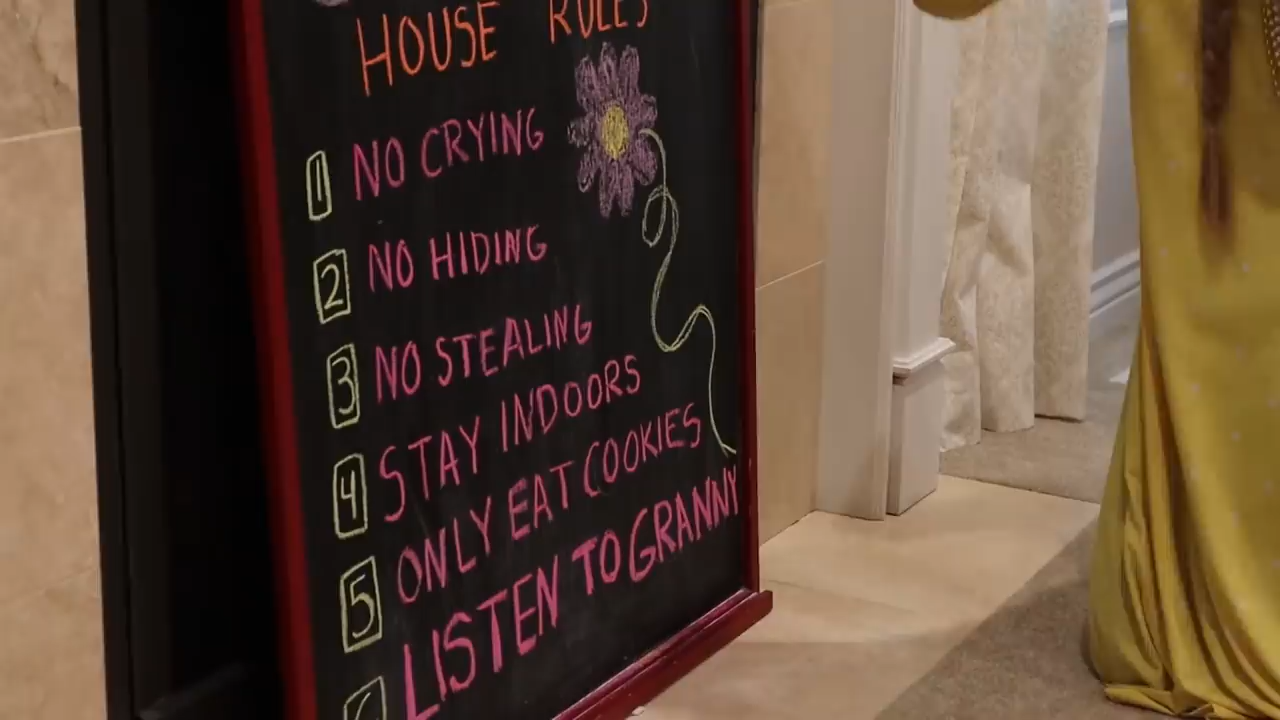 HOUSE RULES
1 NO CRYING
2 NO HIDING
3 NO STEALING
4 STAY INDOORS
5 ONLY EAT COOKIES
6 LISTEN TO GRANNY